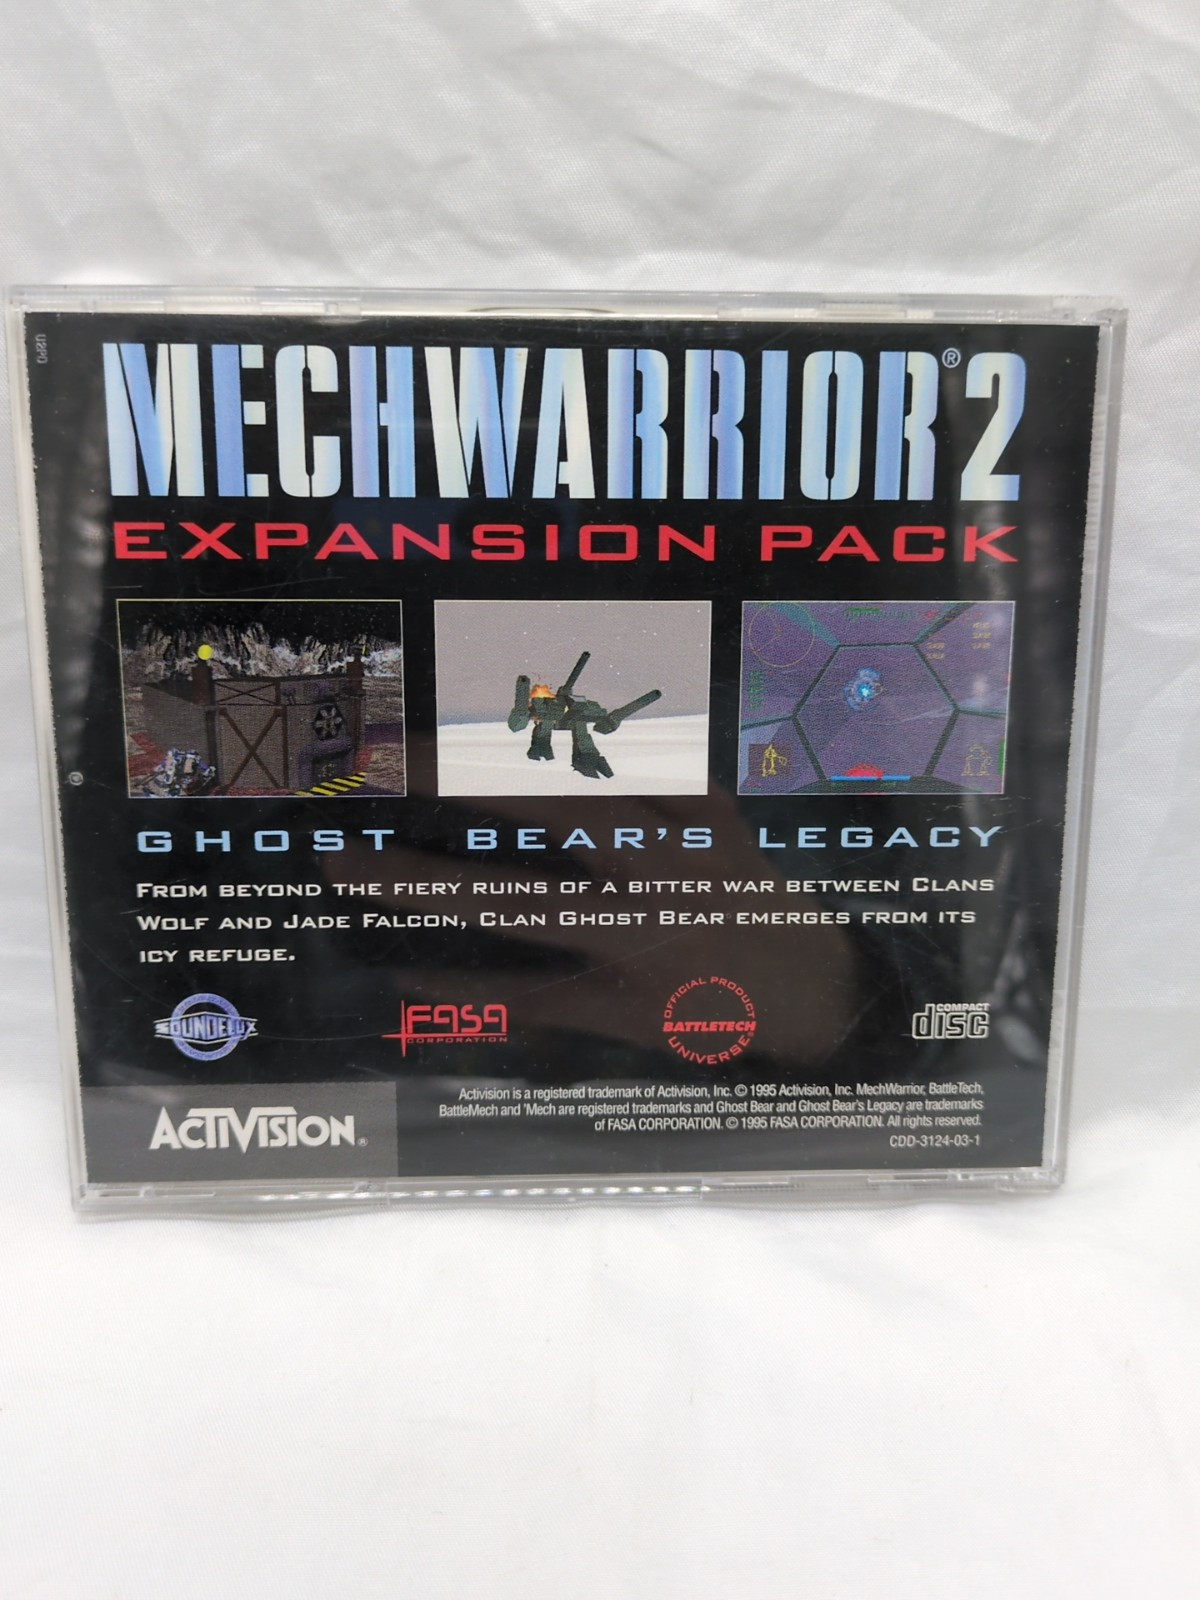 MECHWARRIOR® 2
EXPANSION PACK
GHOST BEAR'S LEGACY
FROM BEYOND THE FIERY RUINS OF A BITTER WAR BETWEEN CLANS
WOLF AND JADE FALCON, CLAN GHOST BEAR EMERGES FROM ITS
ICY REFUGE.
SOUNDELUX
FASA
CORPORATION
OFFICIAL PRODUCT
BATTLETECH®
UNIVERSE
COMPACT
disc
ACTIVISION®
Activision is a registered trademark of Activision, Inc. © 1995 Activision, Inc. MechWarrior, BattleTech,
BattleMech and 'Mech are registered trademarks and Ghost Bear and Ghost Bear's Legacy are trademarks
of FASA CORPORATION. © 1995 FASA CORPORATION. All rights reserved.
CDD-3124-03-1